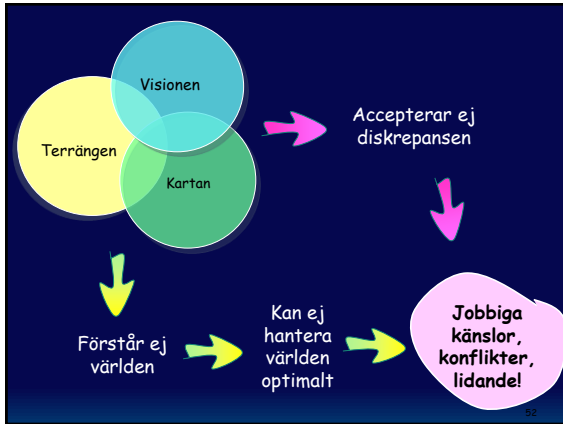 Visionen
Terrängen
Kartan
Accepterar ej
diskrepansen
Förstår ej
världen
Kan ej
hantera
världen
optimalt
Jobbiga
känslor,
konflikter,
lidande!
52